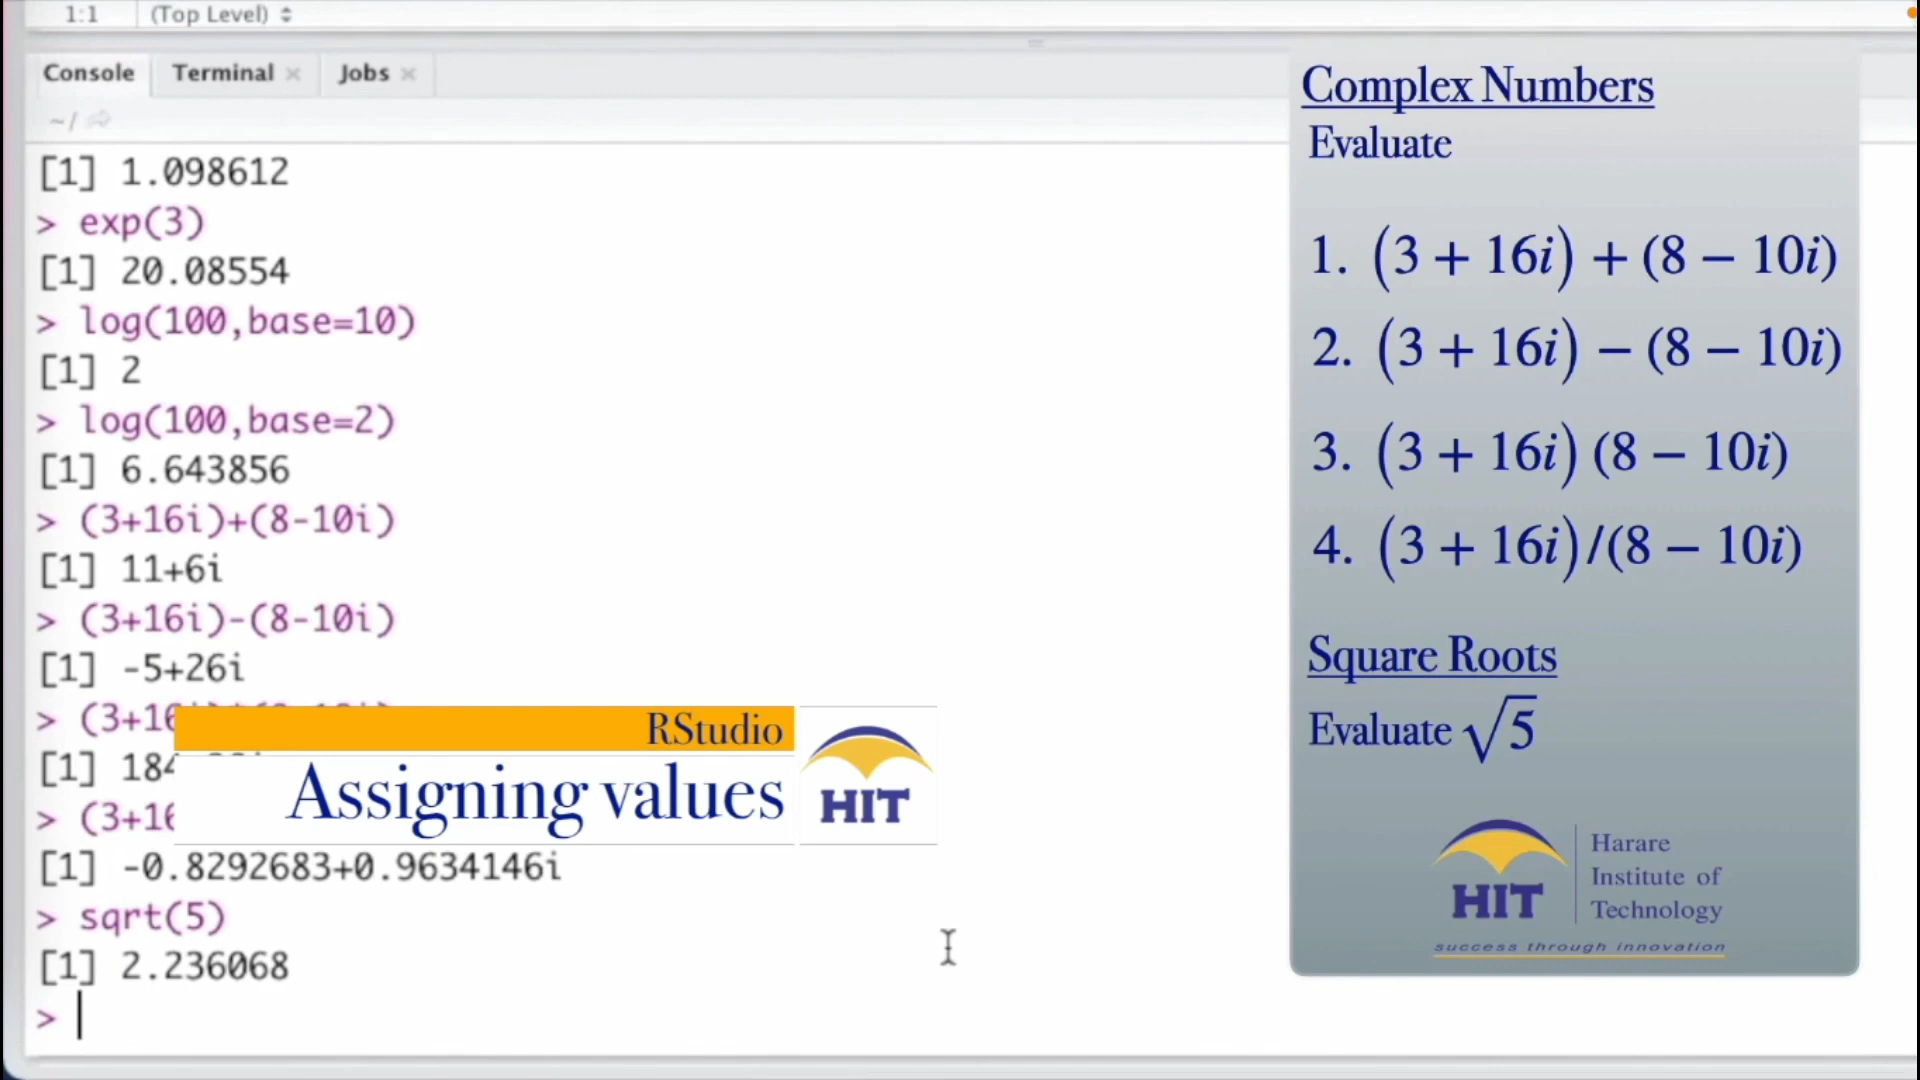 1:1 (Top Level)
Console Terminal Jobs
~/
[1] 1.098612
> exp(3)
[1] 20.08554
> log(100,base=10)
[1] 2
> log(100,base=2)
[1] 6.643856
> (3+16i)+(8-10i)
[1] 11+6i
> (3+16i)-(8-10i)
[1] -5+26i
> (3+16
[1] 184
> (3+16
[1] -0.8292683+0.9634146i
> sqrt(5)
[1] 2.236068
>
RStudio
Assigning values
HIT
Complex Numbers
Evaluate
1. (3 + 16i) + (8 − 10i)
2. (3 + 16i) − (8 − 10i)
3. (3 + 16i) (8 − 10i)
4. (3 + 16i)/(8 − 10i)
Square Roots
Evaluate √5
HIT
Harare
Institute of
Technology
success through innovation